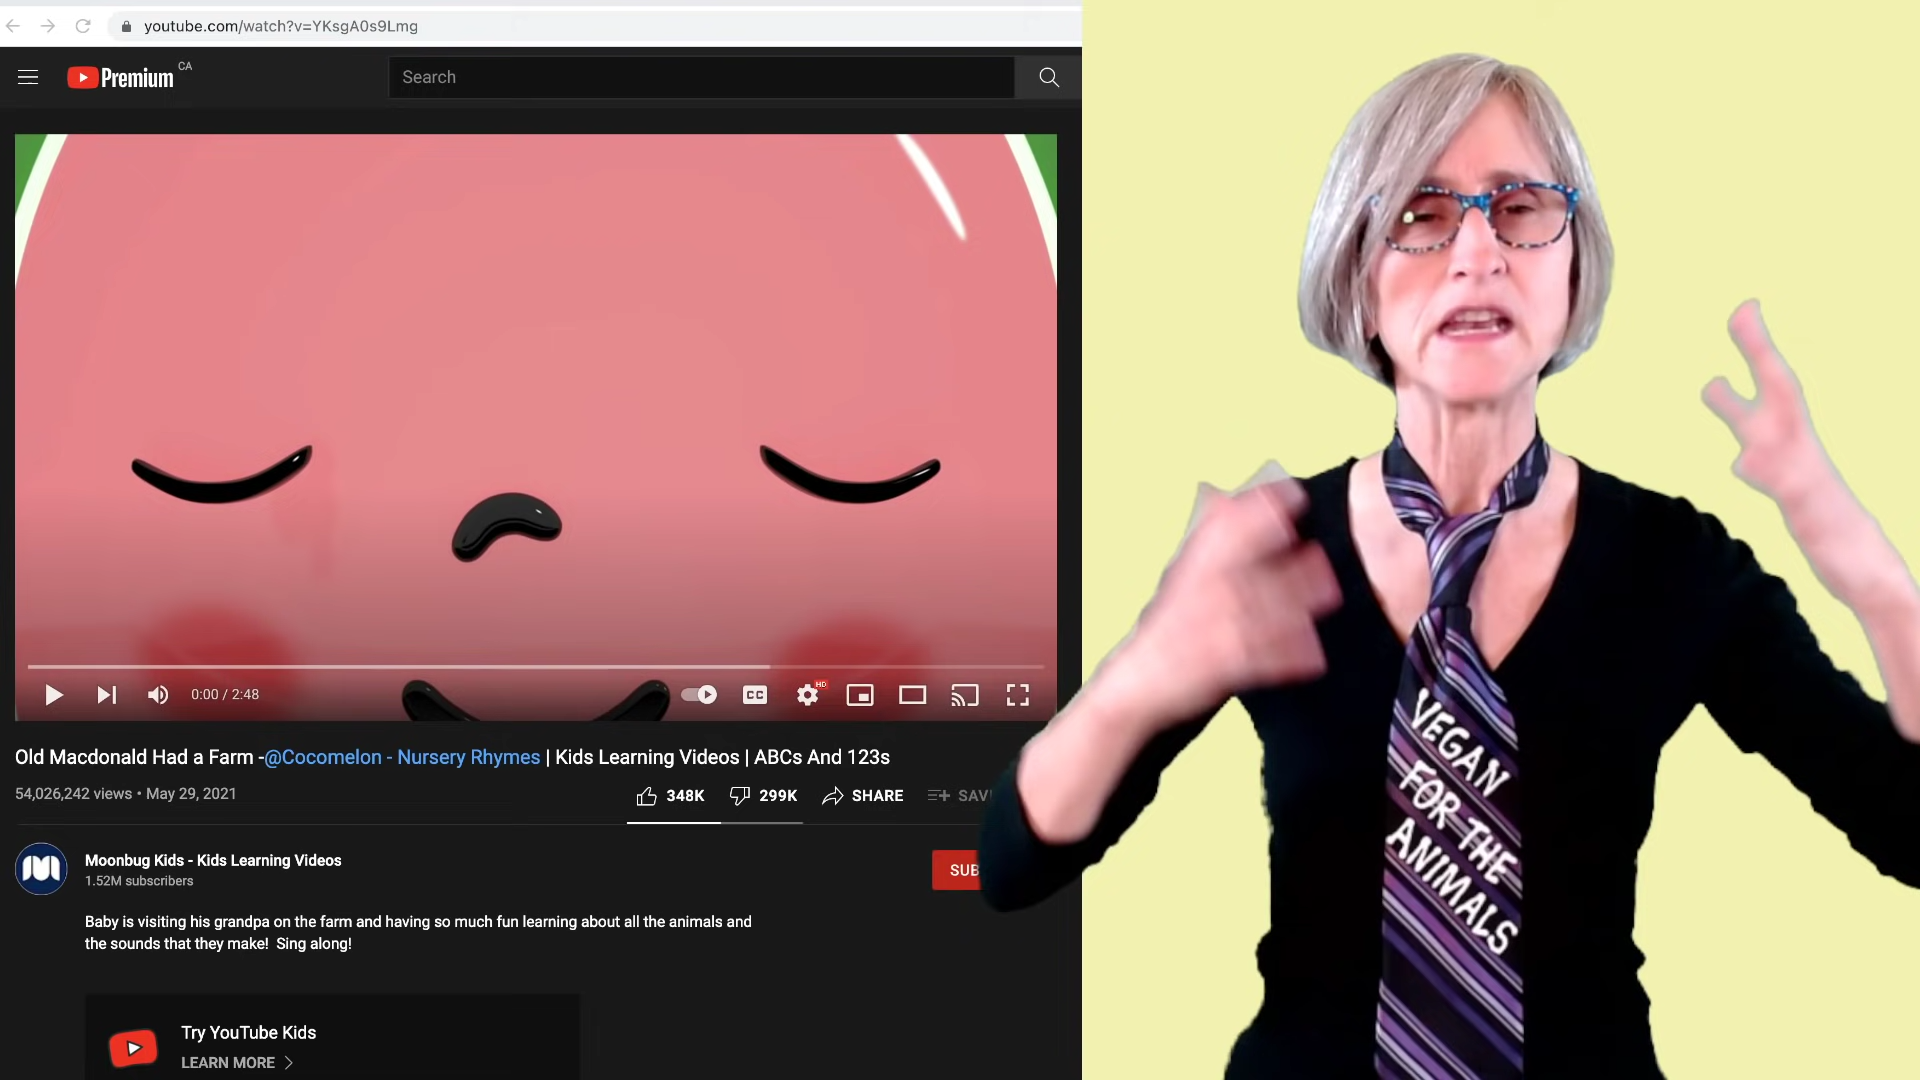 youtube.com/watch?v=YKsgA0s9Lmg
Premium CA
Search
HD
0:00 / 2:48
CC
Old Macdonald Had a Farm -@Cocomelon - Nursery Rhymes | Kids Learning Videos | ABCs And 123s
54,026,242 views • May 29, 2021
348K
299K
SHARE
SAV
Moonbug Kids - Kids Learning Videos
1.52M subscribers
SUB
Baby is visiting his grandpa on the farm and having so much fun learning about all the animals and
the sounds that they make! Sing along!
Try YouTube Kids
LEARN MORE
VEGAN
FOR THE
ANIMALS